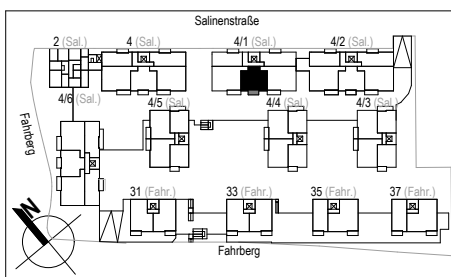 Salinenstraße
2 (Sal.) 4 (Sal.) 4/1 (Sal.) 4/2 (Sal.)
4/6 (Sal.) 4/5 (Sal.) 4/4 (Sal.) 4/3 (Sal.)
Fahrberg
31 (Fahr.) 33 (Fahr.) 35 (Fahr.) 37 (Fahr.)
N
Fahrberg